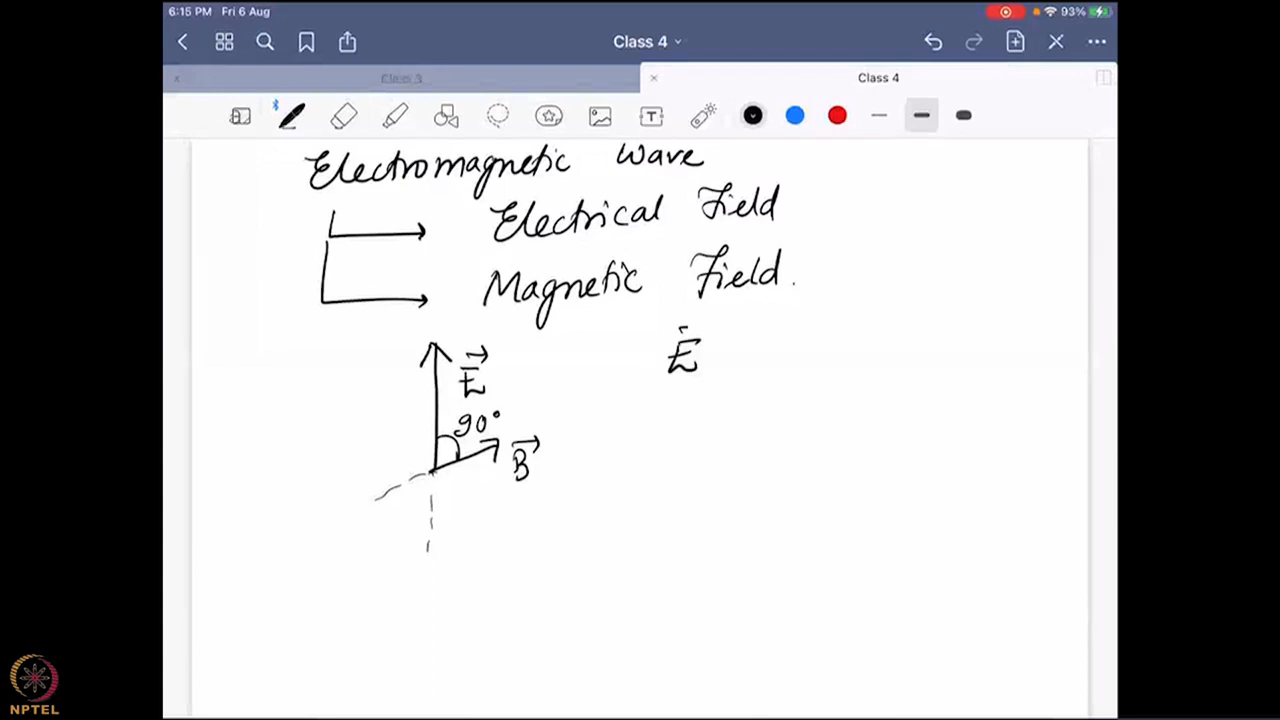 6:15 PM Fri 6 Aug 93%
Class 4
Class 3 Class 4
T
Electromagnetic Wave
Electrical Field
Magnetic Field.
E
E
90°
B
NPTEL